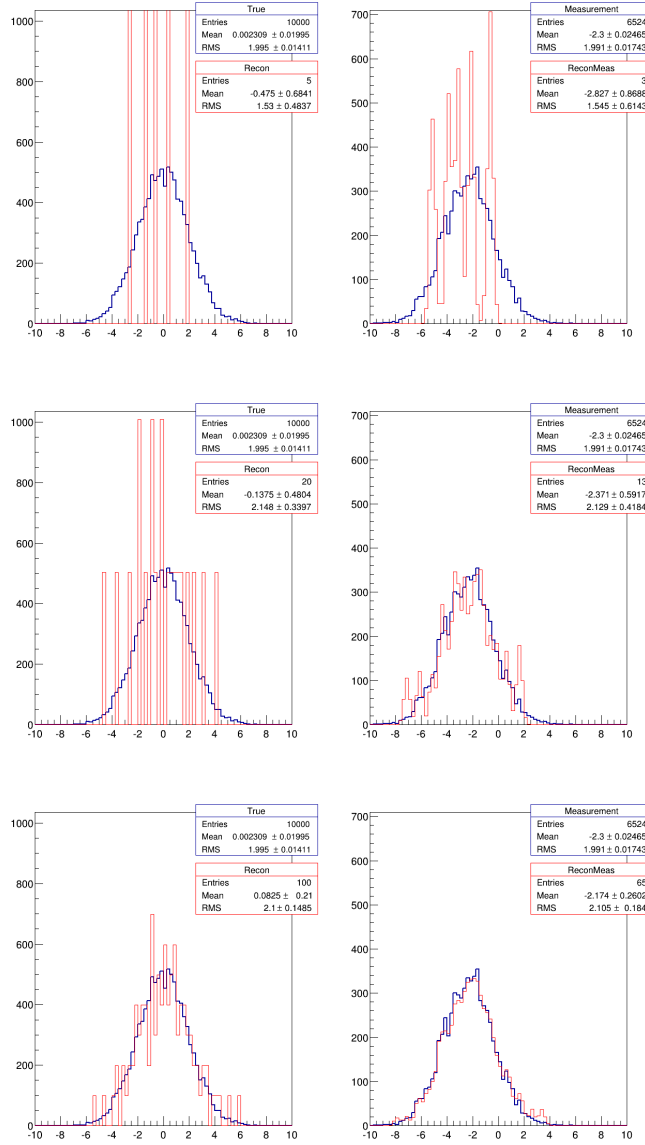 True
Entries 10000
Mean 0.002309 ± 0.01995
RMS 1.995 ± 0.01411
Recon
Entries 5
Mean -0.475 ± 0.6841
RMS 1.53 ± 0.4837
1000
800
600
400
200
0
-10 -8 -6 -4 -2 0 2 4 6 8 10
Measurement
Entries 6524
Mean -2.3 ± 0.02465
RMS 1.991 ± 0.01743
ReconMeas
Entries 3
Mean -2.827 ± 0.8688
RMS 1.545 ± 0.6143
700
600
500
400
300
200
100
0
-10 -8 -6 -4 -2 0 2 4 6 8 10
True
Entries 10000
Mean 0.002309 ± 0.01995
RMS 1.995 ± 0.01411
Recon
Entries 20
Mean -0.1375 ± 0.4804
RMS 2.148 ± 0.3397
1000
800
600
400
200
0
-10 -8 -6 -4 -2 0 2 4 6 8 10
Measurement
Entries 6524
Mean -2.3 ± 0.02465
RMS 1.991 ± 0.01743
ReconMeas
Entries 13
Mean -2.371 ± 0.5917
RMS 2.129 ± 0.4184
700
600
500
400
300
200
100
0
-10 -8 -6 -4 -2 0 2 4 6 8 10
True
Entries 10000
Mean 0.002309 ± 0.01995
RMS 1.995 ± 0.01411
Recon
Entries 100
Mean 0.0825 ± 0.21
RMS 2.1 ± 0.1485
1000
800
600
400
200
0
-10 -8 -6 -4 -2 0 2 4 6 8 10
Measurement
Entries 6524
Mean -2.3 ± 0.02465
RMS 1.991 ± 0.01743
ReconMeas
Entries 65
Mean -2.174 ± 0.2602
RMS 2.105 ± 0.184
700
600
500
400
300
200
100
0
-10 -8 -6 -4 -2 0 2 4 6 8 10